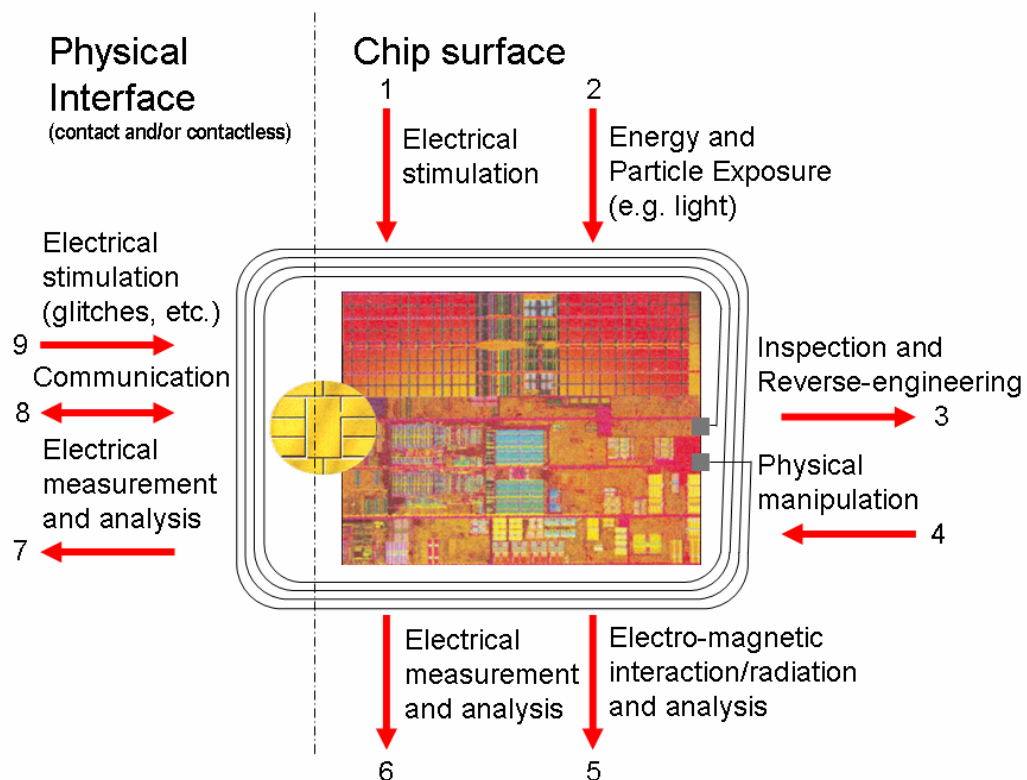 Physical
Interface
(contact and/or contactless)
Chip surface
1
Electrical
stimulation
2
Energy and
Particle Exposure
(e.g. light)
Electrical
stimulation
(glitches, etc.)
9
Communication
8
Electrical
measurement
and analysis
7
Inspection and
Reverse-engineering
3
Physical
manipulation
4
Electrical
measurement
and analysis
6
Electro-magnetic
interaction/radiation
and analysis
5